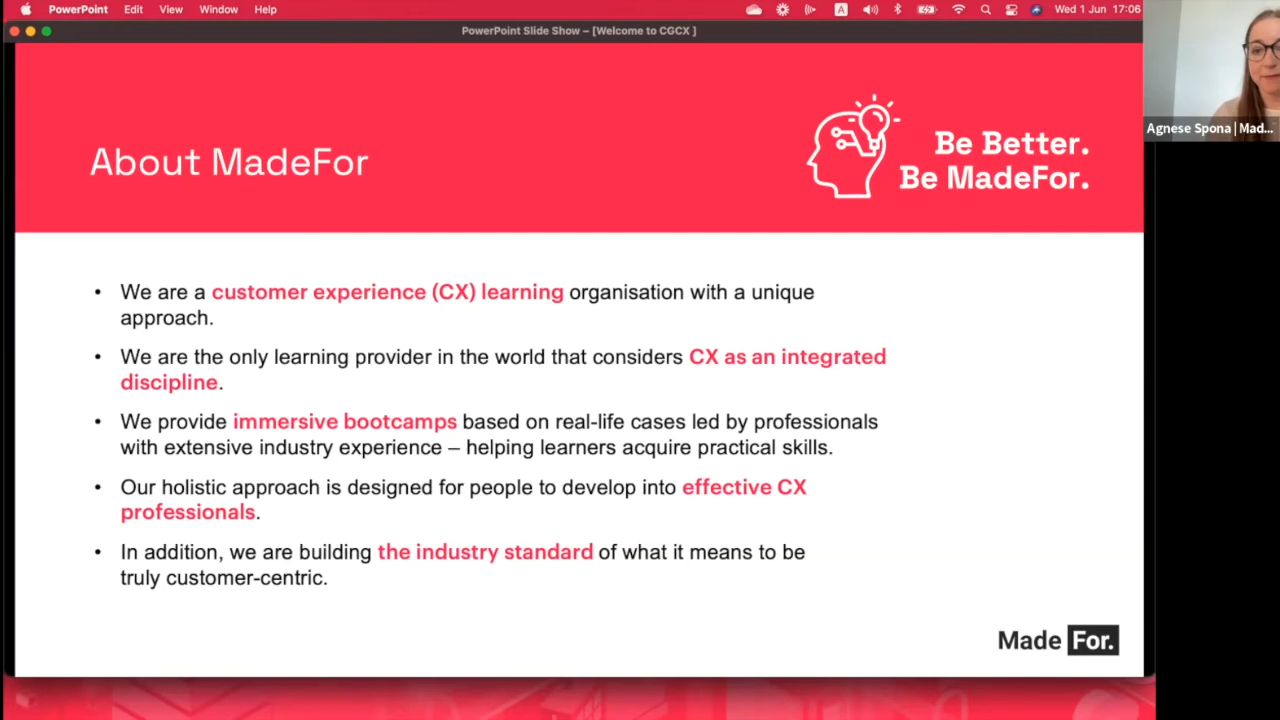 PowerPoint Edit View Window Help
A
Wed 1 Jun 17:06
PowerPoint Slide Show – [Welcome to CGCX ]
Agnese Spona | Mad...
About MadeFor
Be Better.
Be MadeFor.
• We are a customer experience (CX) learning organisation with a unique
approach.
• We are the only learning provider in the world that considers CX as an integrated
discipline.
• We provide immersive bootcamps based on real-life cases led by professionals
with extensive industry experience – helping learners acquire practical skills.
• Our holistic approach is designed for people to develop into effective CX
professionals.
• In addition, we are building the industry standard of what it means to be
truly customer-centric.
Made For.